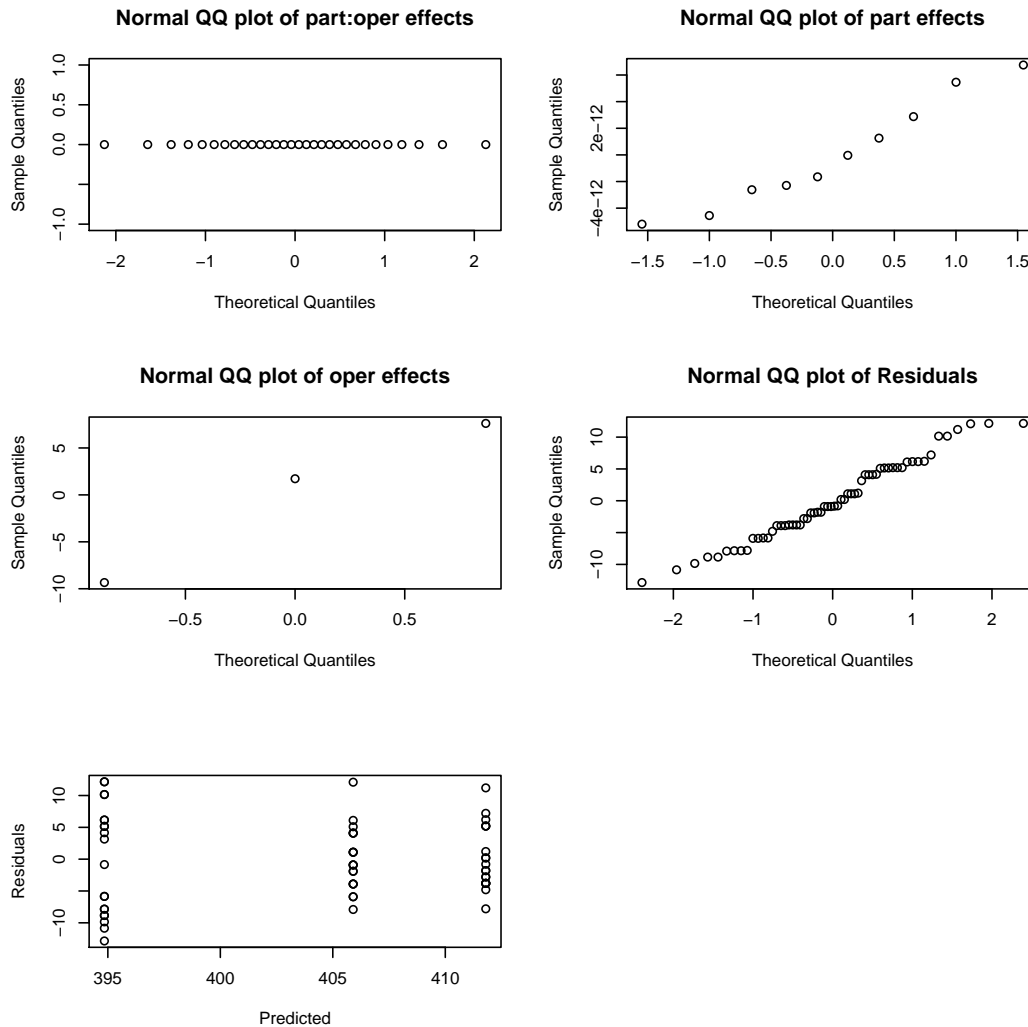 Normal QQ plot of part:oper effects
Sample Quantiles
1.0
0.5
0.0
−1.0
−2 −1 0 1 2
Theoretical Quantiles
Normal QQ plot of part effects
Sample Quantiles
2e−12
−4e−12
−1.5 −1.0 −0.5 0.0 0.5 1.0 1.5
Theoretical Quantiles
Normal QQ plot of oper effects
Sample Quantiles
5
0
−5
−10
−0.5 0.0 0.5
Theoretical Quantiles
Normal QQ plot of Residuals
Sample Quantiles
10
5
0
−10
−2 −1 0 1 2
Theoretical Quantiles
Residuals
10
5
0
−10
395 400 405 410
Predicted